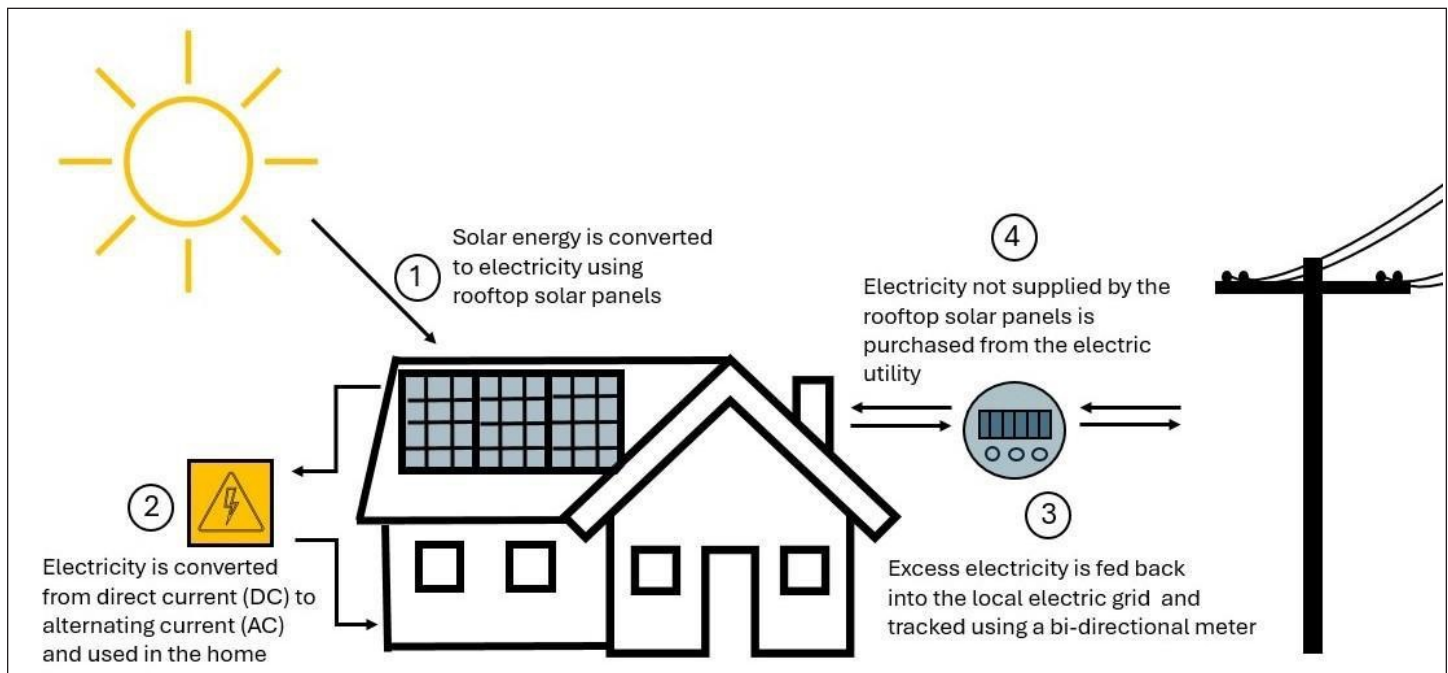 1
Solar energy is converted
to electricity using
rooftop solar panels
2
Electricity is converted
from direct current (DC) to
alternating current (AC)
and used in the home
3
Excess electricity is fed back
into the local electric grid and
tracked using a bi-directional meter
4
Electricity not supplied by the
rooftop solar panels is
purchased from the electric
utility